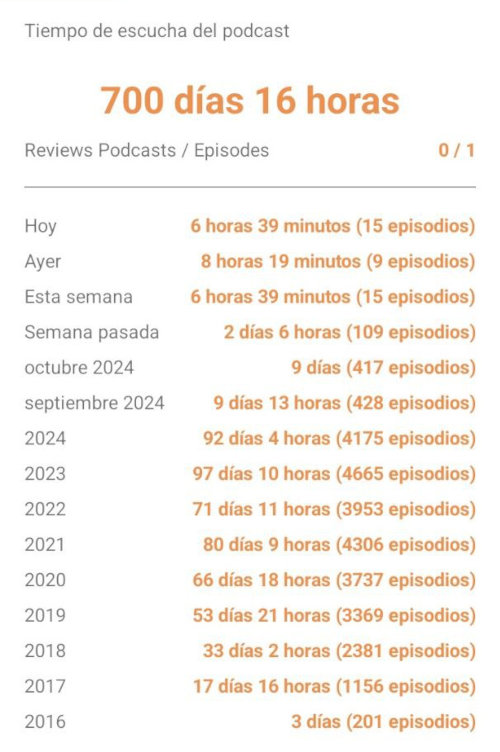 Tiempo de escucha del podcast
700 días 16 horas
Reviews Podcasts / Episodes 0 / 1
Hoy 6 horas 39 minutos (15 episodios)
Ayer 8 horas 19 minutos (9 episodios)
Esta semana 6 horas 39 minutos (15 episodios)
Semana pasada 2 días 6 horas (109 episodios)
octubre 2024 9 días (417 episodios)
septiembre 2024 9 días 13 horas (428 episodios)
2024 92 días 4 horas (4175 episodios)
2023 97 días 10 horas (4665 episodios)
2022 71 días 11 horas (3953 episodios)
2021 80 días 9 horas (4306 episodios)
2020 66 días 18 horas (3737 episodios)
2019 53 días 21 horas (3369 episodios)
2018 33 días 2 horas (2381 episodios)
2017 17 días 16 horas (1156 episodios)
2016 3 días (201 episodios)